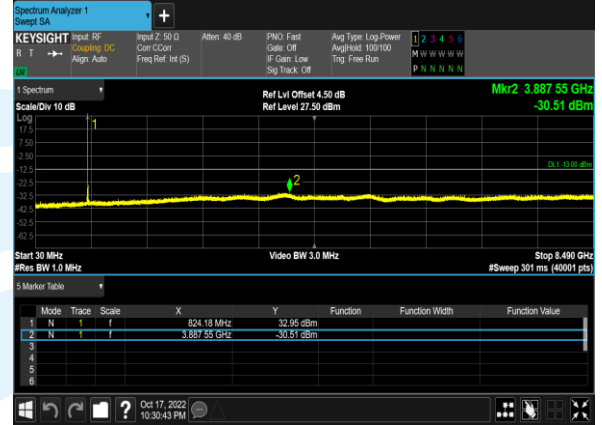 Spectrum Analyzer 1
Swept SA
+
KEYSIGHT Input: RF Input Z: 50 Ω Atten: 40 dB PNO: Fast Avg Type: Log-Power 1 2 3 4 5 6
R T Coupling: DC Corr CCorr Gate: Off Avg|Hold: 100/100 M W W W W W
Align: Auto Freq Ref: Int (S) IF Gain: Low Trig: Free Run P N N N N N
Sig Track: Off
1 Spectrum Ref Lvl Offset 4.50 dB Mkr2 3.887 55 GHz
Scale/Div 10 dB Ref Level 27.50 dBm -30.51 dBm
Log
17.5 1
7.50
-2.50
-12.5 DL1 -13.00 dBm
-22.5 2
-32.5
-42.5
-52.5
-62.5
Start 30 MHz Video BW 3.0 MHz Stop 8.490 GHz
#Res BW 1.0 MHz #Sweep 301 ms (40001 pts)
5 Marker Table
Mode Trace Scale X Y Function Function Width Function Value
1 N 1 f 824.18 MHz 32.95 dBm
2 N 1 f 3.887 55 GHz -30.51 dBm
3
4
5
6
? Oct 17, 2022
10:30:43 PM